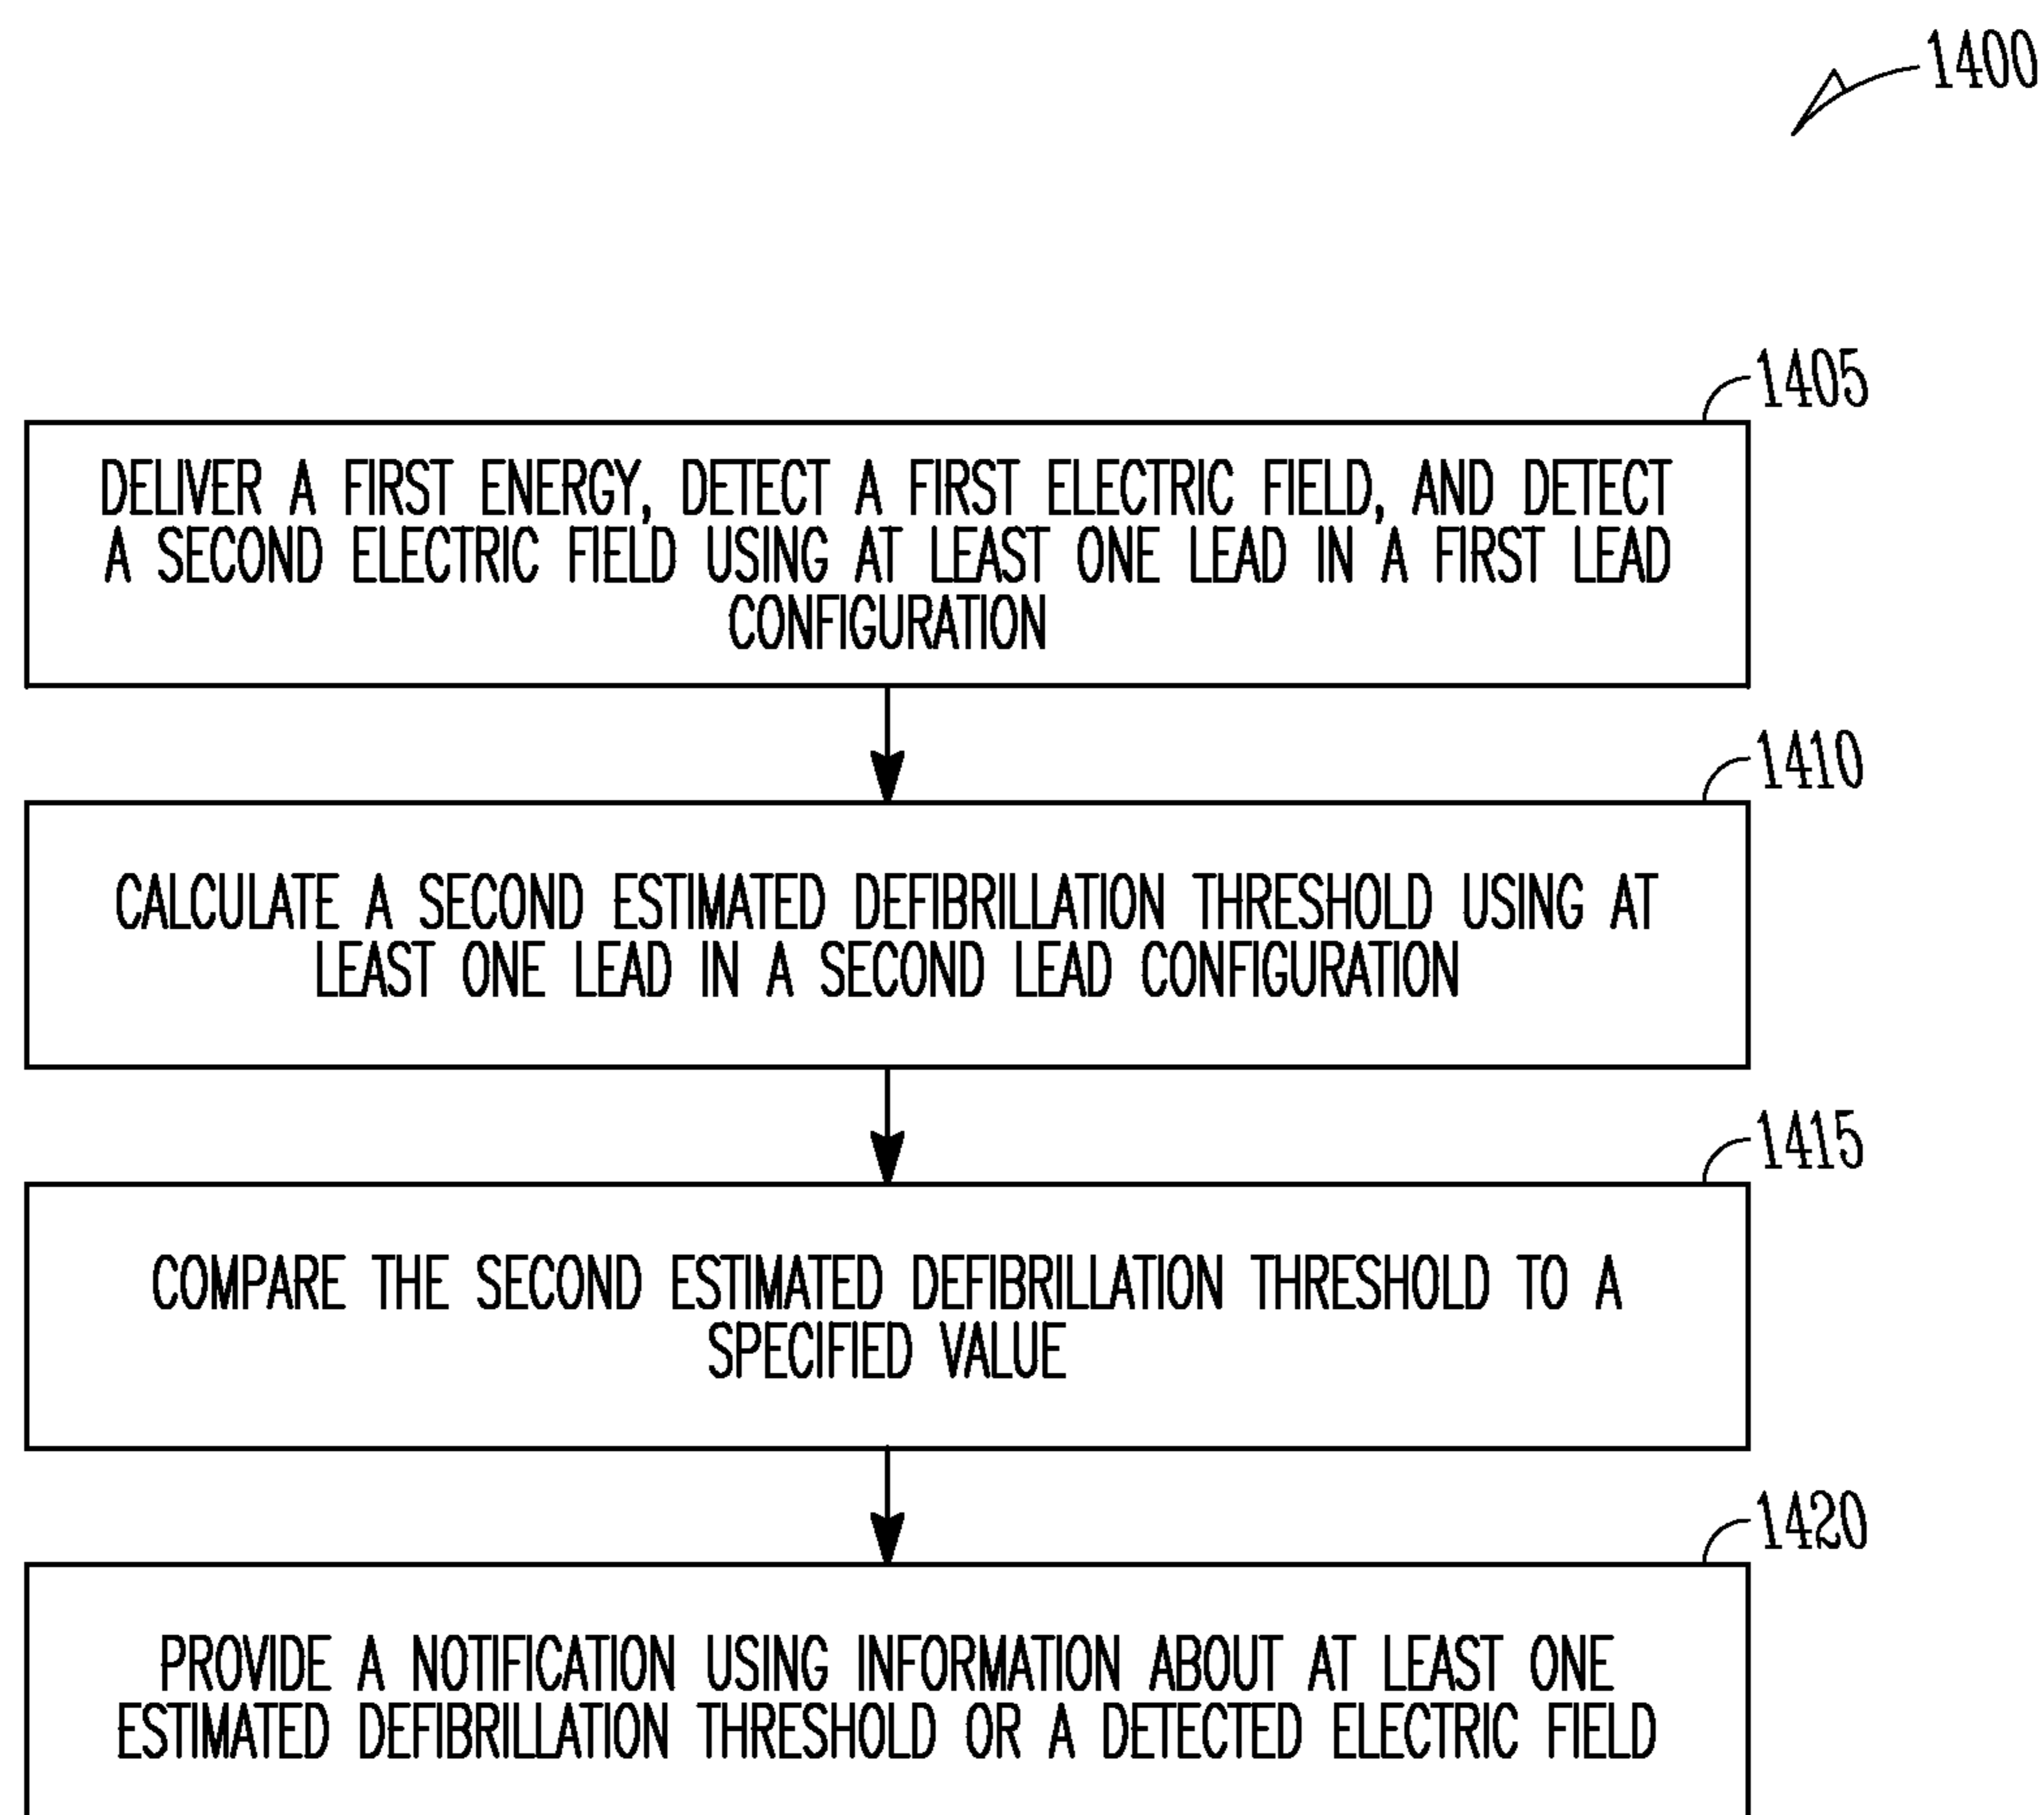 1400
1405
DELIVER A FIRST ENERGY, DETECT A FIRST ELECTRIC FIELD, AND DETECT
A SECOND ELECTRIC FIELD USING AT LEAST ONE LEAD IN A FIRST LEAD
CONFIGURATION
1410
CALCULATE A SECOND ESTIMATED DEFIBRILLATION THRESHOLD USING AT
LEAST ONE LEAD IN A SECOND LEAD CONFIGURATION
1415
COMPARE THE SECOND ESTIMATED DEFIBRILLATION THRESHOLD TO A
SPECIFIED VALUE
1420
PROVIDE A NOTIFICATION USING INFORMATION ABOUT AT LEAST ONE
ESTIMATED DEFIBRILLATION THRESHOLD OR A DETECTED ELECTRIC FIELD